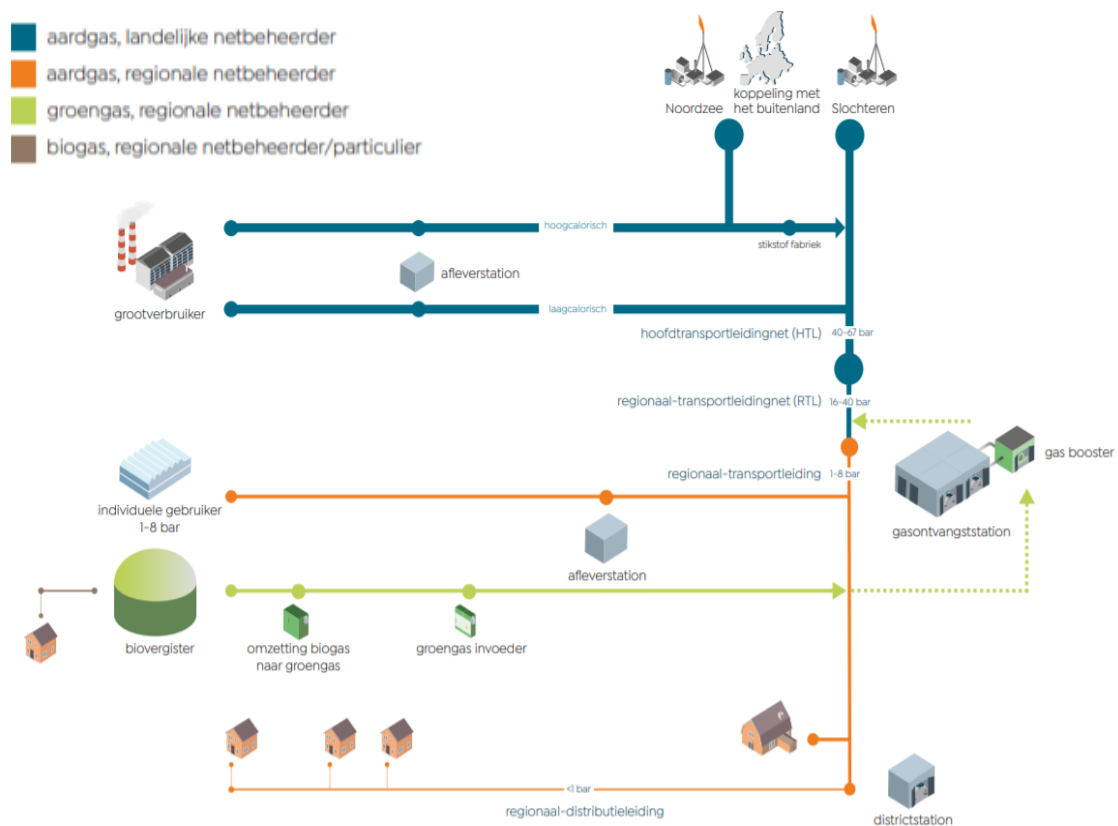 aardgas, landelijke netbeheerder
aardgas, regionale netbeheerder
groengas, regionale netbeheerder
biogas, regionale netbeheerder/particulier
Noordzee
koppeling met
het buitenland
Slochteren
hoogcalorisch
stikstof fabriek
afleverstation
grootverbruiker
laagcalorisch
hoofdtransportleidingnet (HTL)
40-67 bar
regionaal-transportleidingnet (RTL)
16-40 bar
gas booster
regionaal-transportleiding
1-8 bar
individuele gebruiker
1-8 bar
gasontvangststation
afleverstation
biovergister
omzetting biogas
naar groengas
groengas invoeder
<1 bar
regionaal-distributieleiding
districtstation